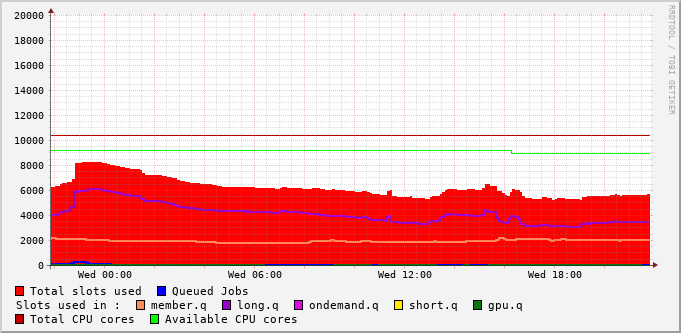 20000
18000
16000
14000
12000
10000
8000
6000
4000
2000
0
Wed 00:00 Wed 06:00 Wed 12:00 Wed 18:00
RRDTOOL / TOBI OETIKER
Total slots used Queued Jobs
Slots used in : member.q long.q ondemand.q short.q gpu.q
Total CPU cores Available CPU cores